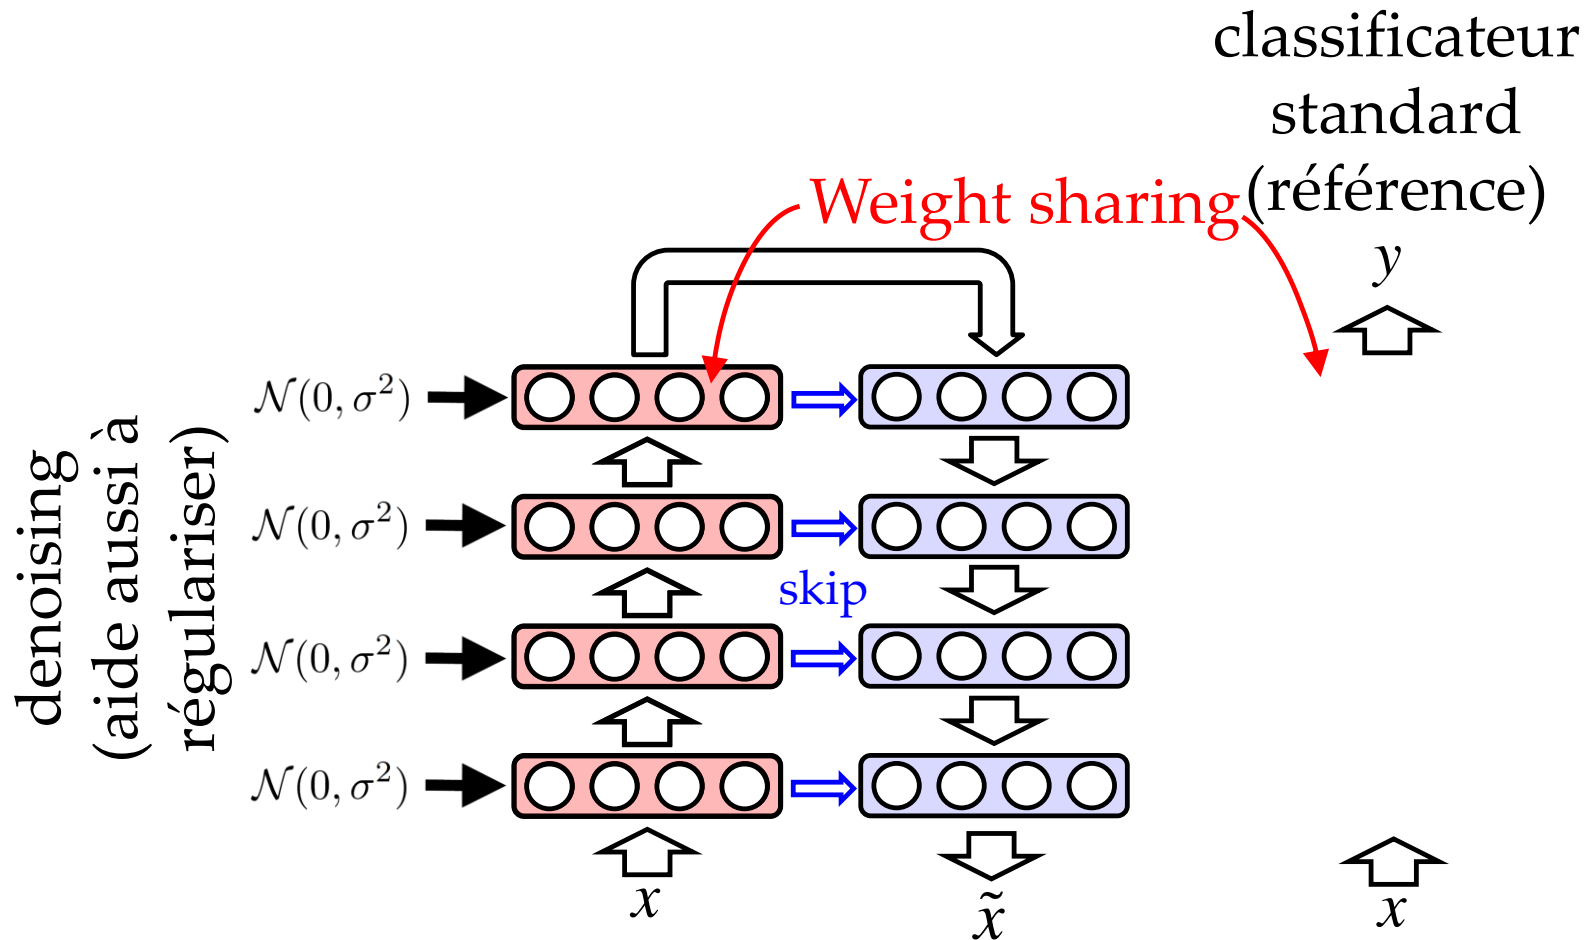 classificateur
standard
(référence)
Weight sharing
y
𝒩(0, σ²)
𝒩(0, σ²)
skip
𝒩(0, σ²)
𝒩(0, σ²)
denoising
(aide aussi à
régulariser)
x
x̃
x